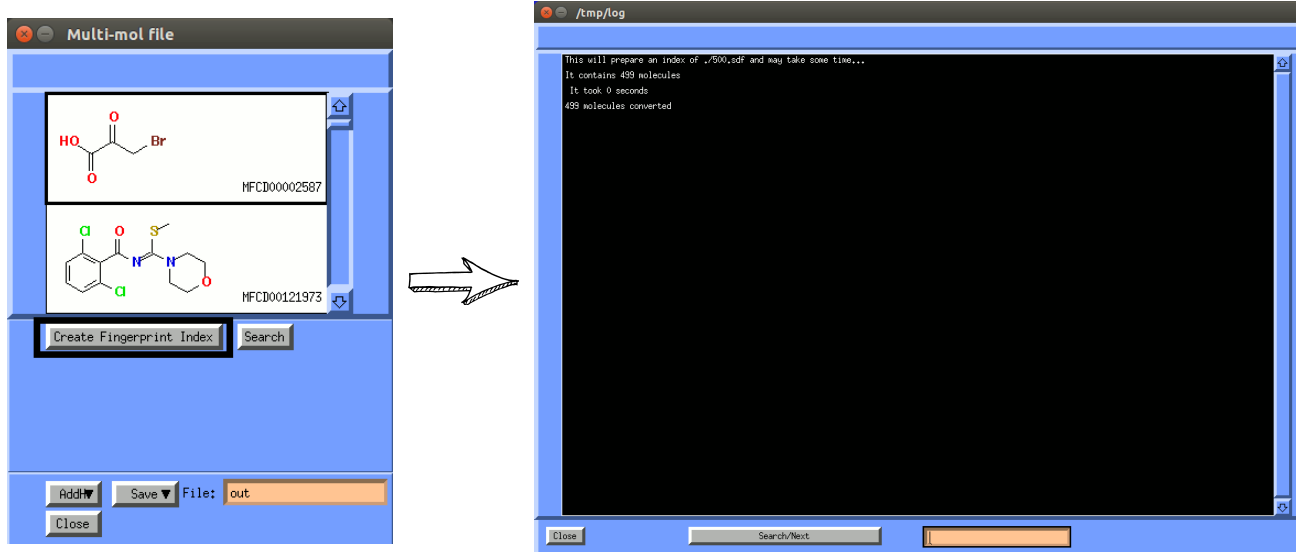 Multi-mol file
O
HO
Br
O
MFCD00002587
Cl
O
S
N
N
O
Cl
MFCD00121973
Create Fingerprint Index
Search
AddH
Save
File:
out
Close
/tmp/log
This will prepare an index of ./500.sdf and may take some time...
It contains 499 molecules
It took 0 seconds
499 molecules converted
Close
Search/Next